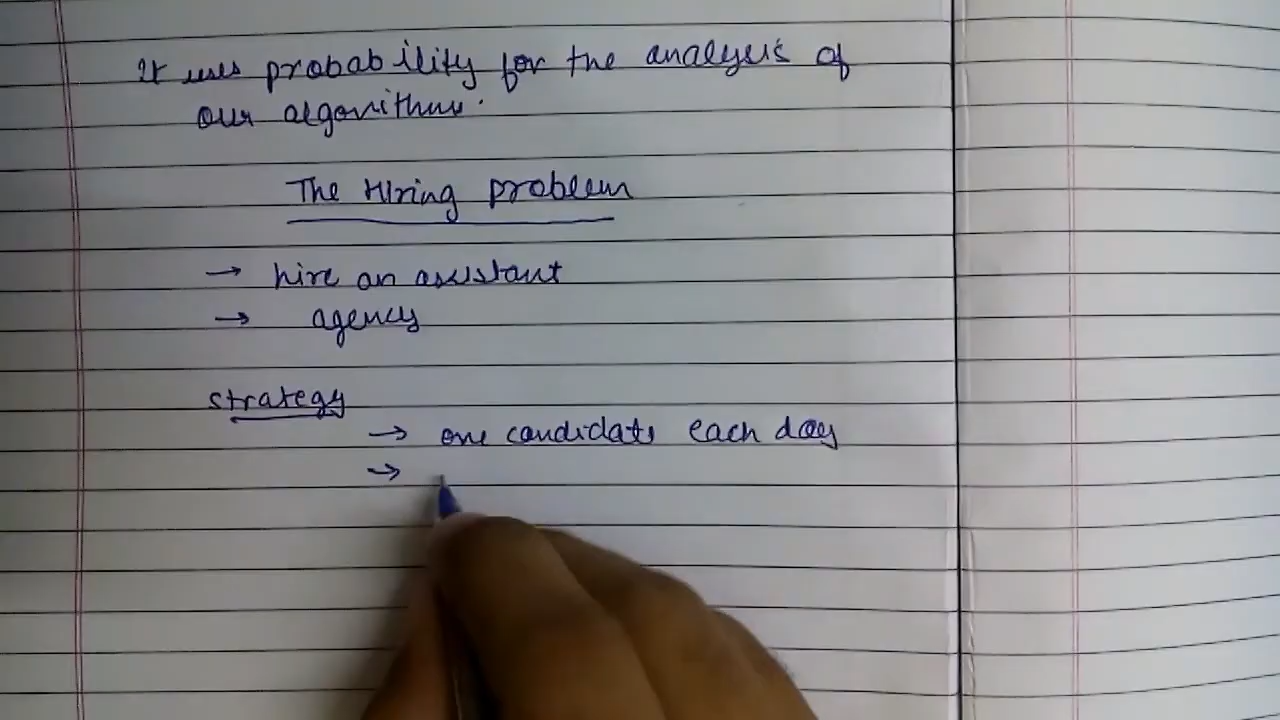 It uses probability for the analysis of
our algorithm.
The Hiring problem
→ hire an assistant
→ agency
strategy
→ one candidate each day
→